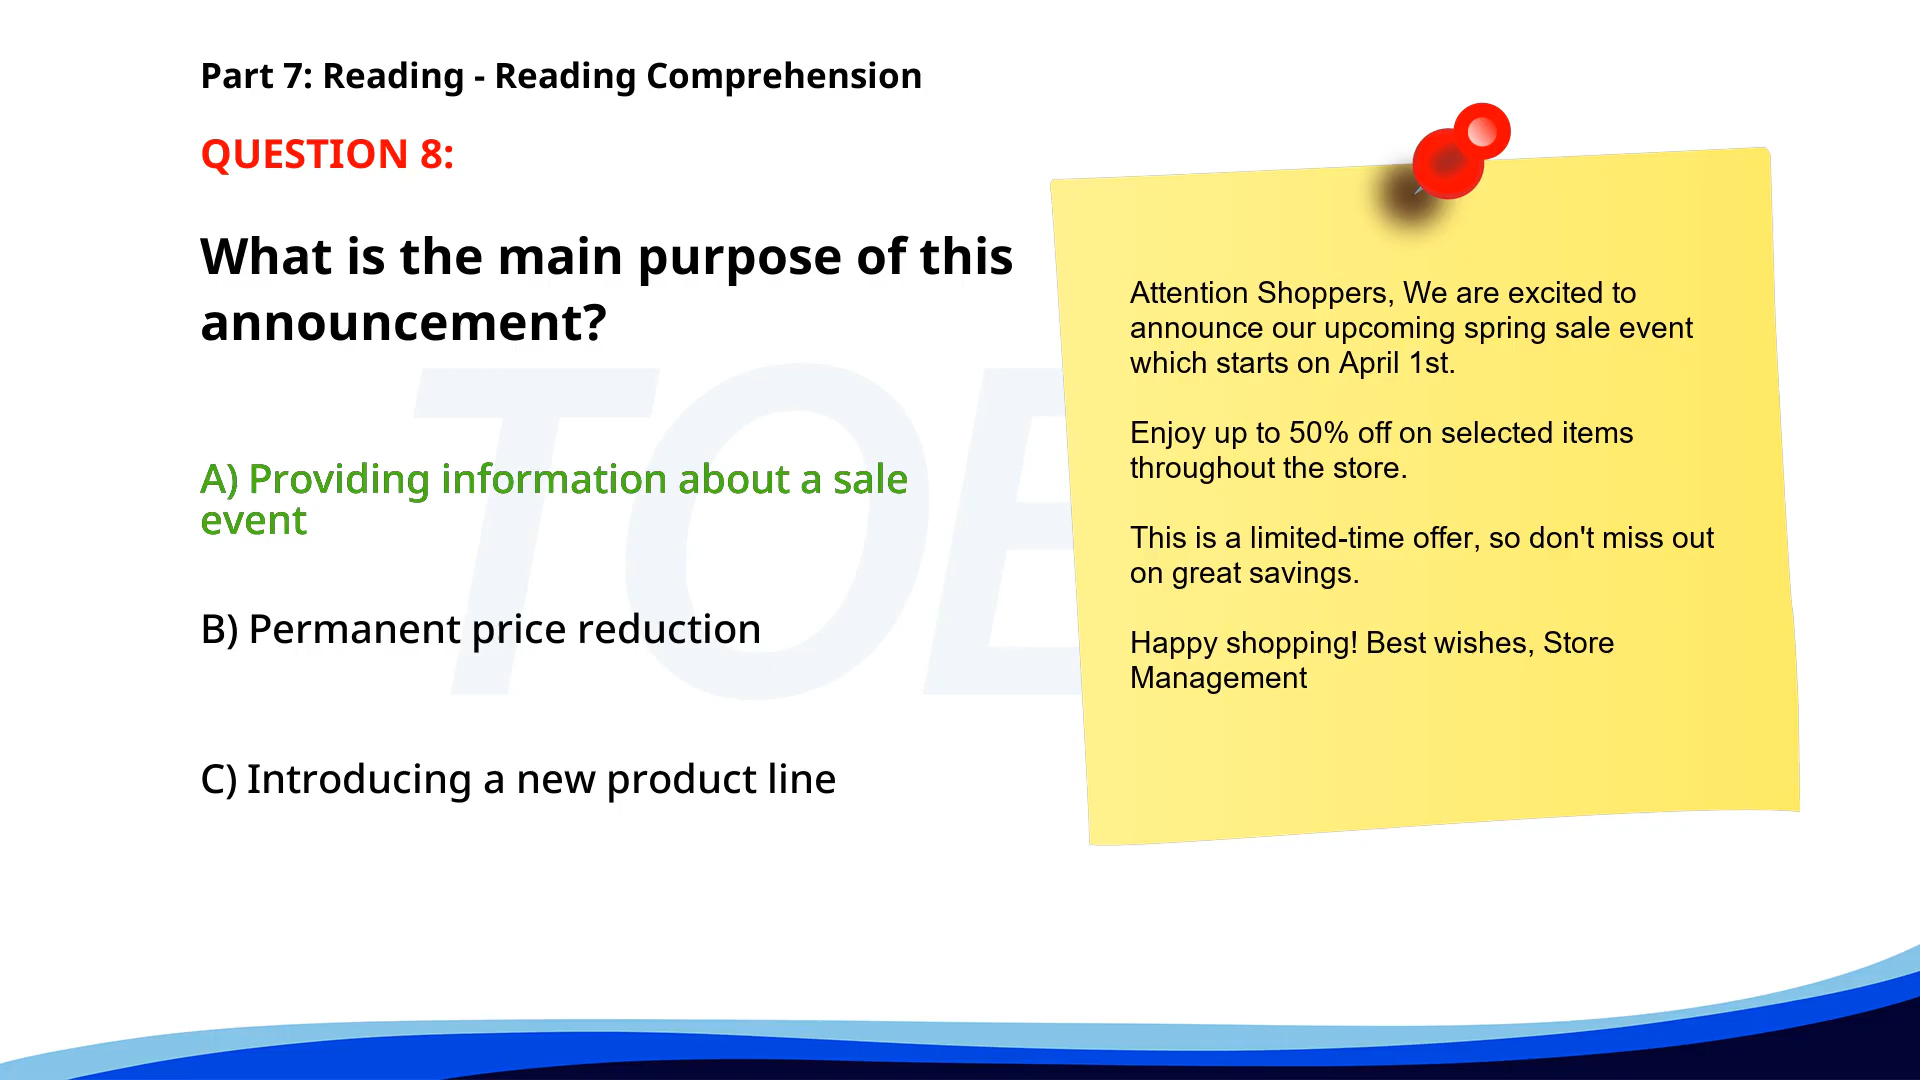 Part 7: Reading - Reading Comprehension
QUESTION 8:
What is the main purpose of this
announcement?
A) Providing information about a sale
event
B) Permanent price reduction
C) Introducing a new product line
Attention Shoppers, We are excited to
announce our upcoming spring sale event
which starts on April 1st.
Enjoy up to 50% off on selected items
throughout the store.
This is a limited-time offer, so don't miss out
on great savings.
Happy shopping! Best wishes, Store
Management